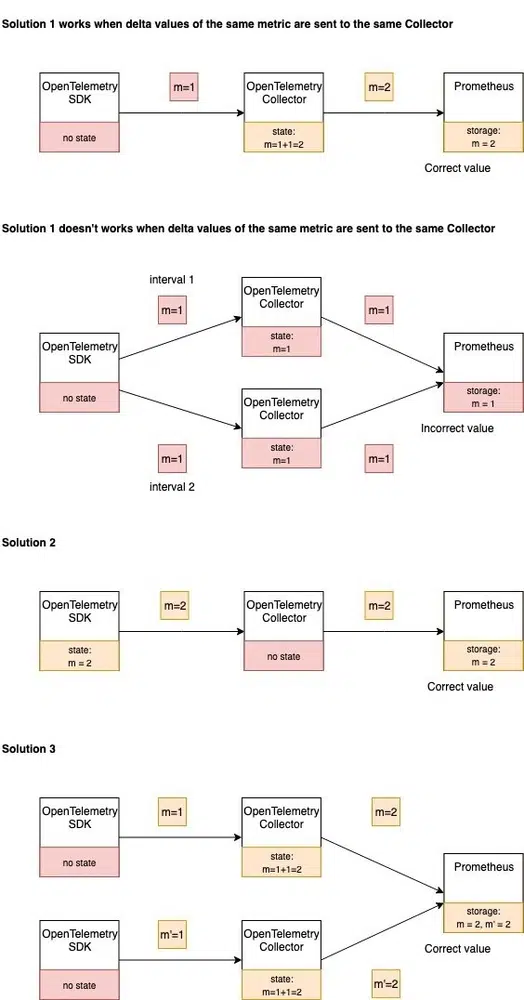 Solution 1 works when delta values of the same metric are sent to the same Collector
OpenTelemetry
SDK
no state
m=1
OpenTelemetry
Collector
state:
m=1+1=2
m=2
Prometheus
storage:
m = 2
Correct value
Solution 1 doesn't works when delta values of the same metric are sent to the same Collector
interval 1
m=1
OpenTelemetry
SDK
no state
OpenTelemetry
Collector
state:
m=1
m=1
OpenTelemetry
Collector
state:
m=1
m=1
interval 2
m=1
Prometheus
storage:
m = 1
Incorrect value
Solution 2
OpenTelemetry
SDK
state:
m = 2
m=2
OpenTelemetry
Collector
no state
m=2
Prometheus
storage:
m = 2
Correct value
Solution 3
OpenTelemetry
SDK
no state
m=1
OpenTelemetry
Collector
state:
m=1+1=2
m=2
Prometheus
storage:
m = 2, m' = 2
Correct value
OpenTelemetry
SDK
no state
m'=1
OpenTelemetry
Collector
state:
m=1+1=2
m'=2